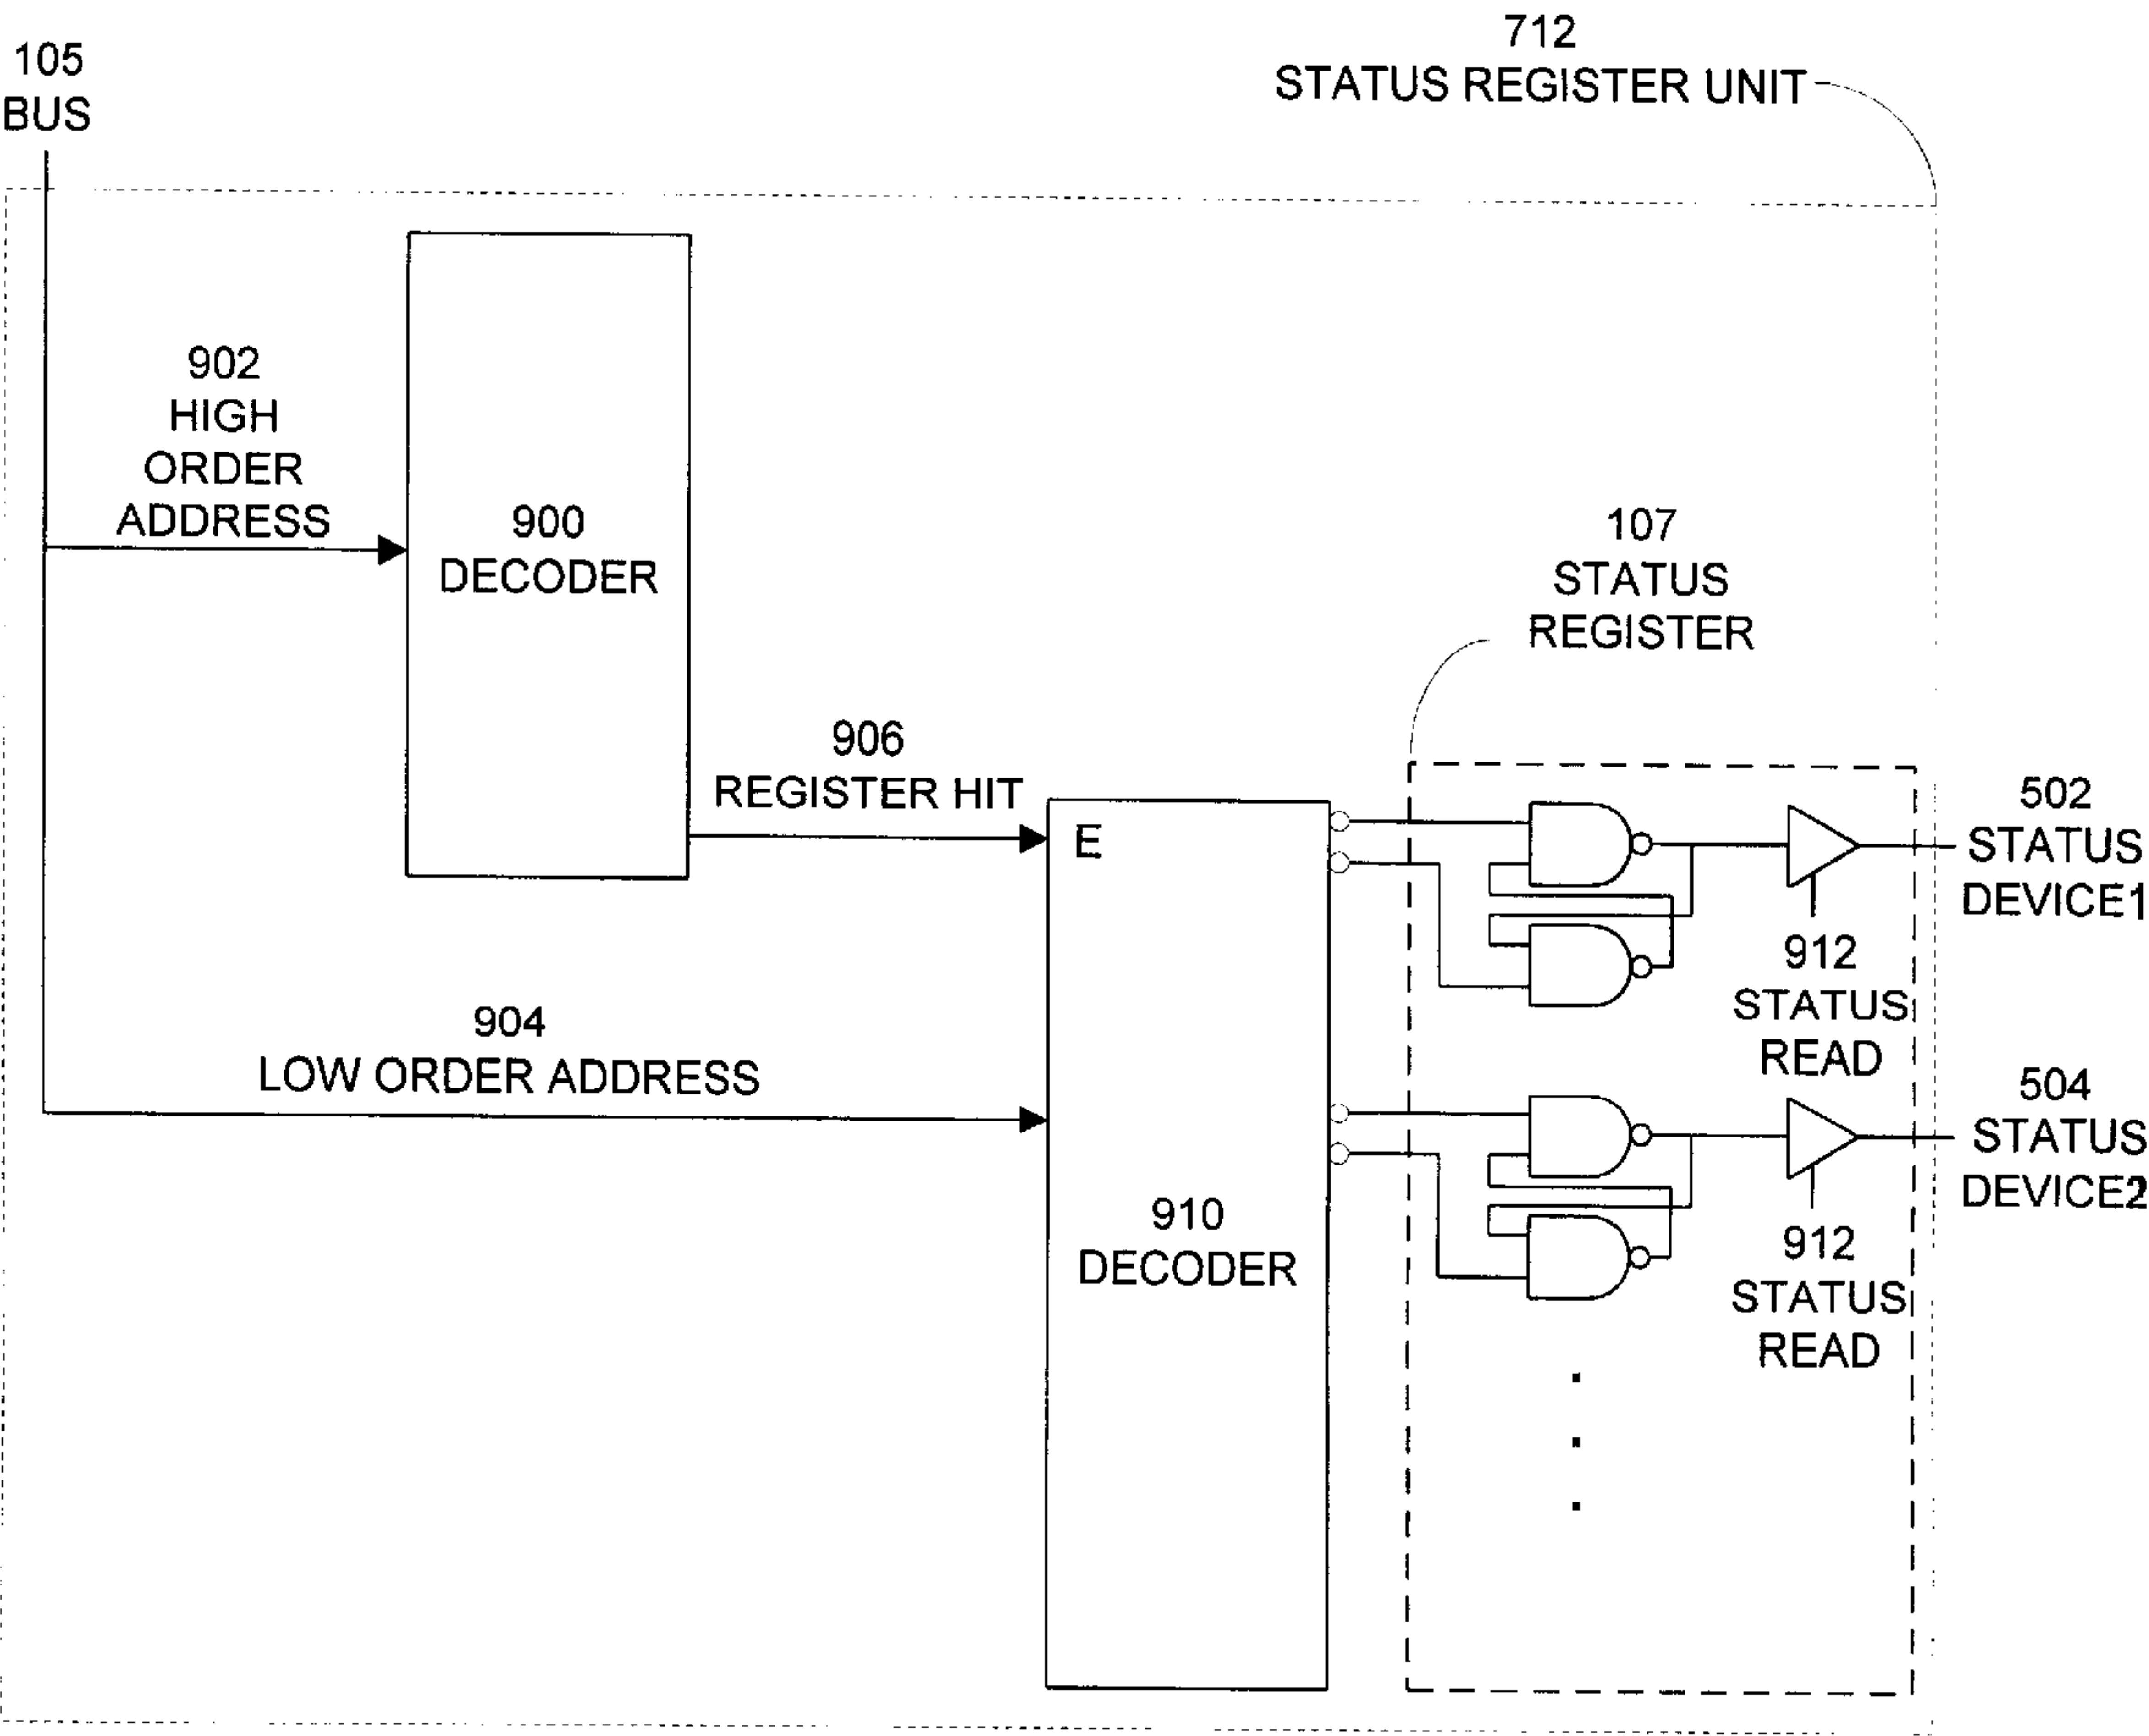 712
STATUS REGISTER UNIT
105
BUS
902
HIGH
ORDER
ADDRESS
900
DECODER
107
STATUS
REGISTER
906
REGISTER HIT
E
502
STATUS
DEVICE1
912
STATUS
READ
904
LOW ORDER ADDRESS
504
STATUS
DEVICE2
910
DECODER
912
STATUS
READ